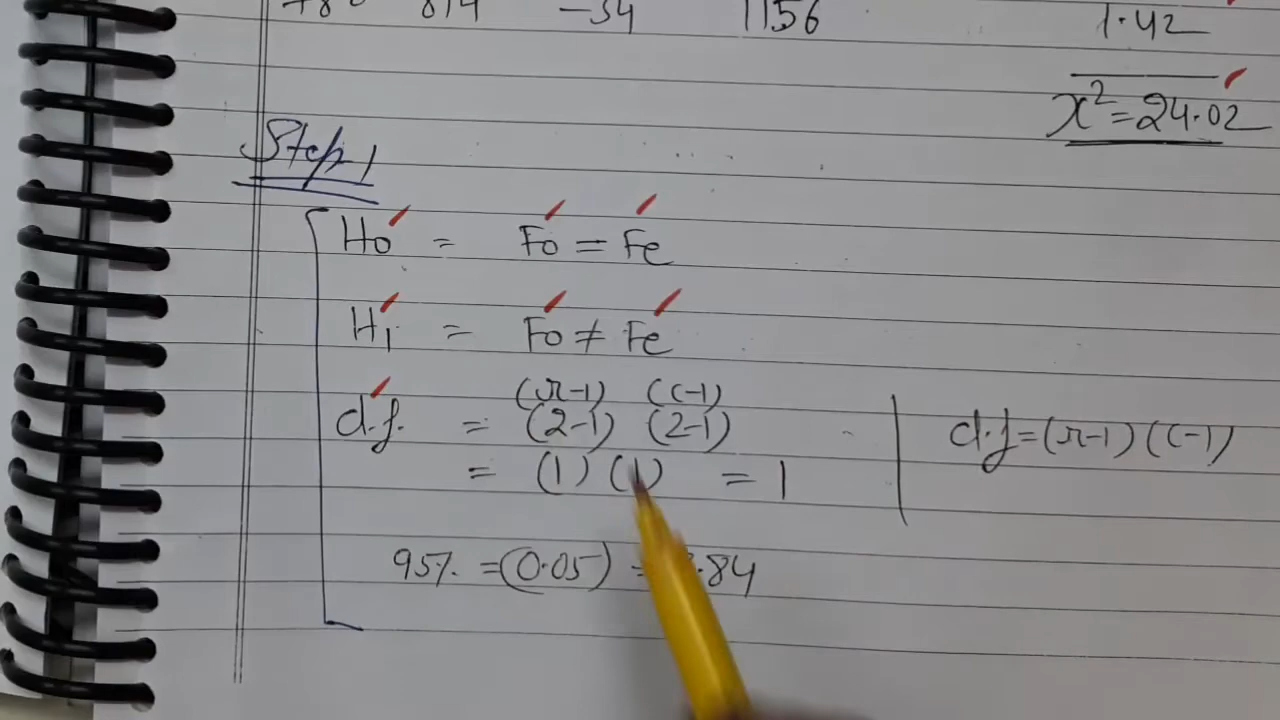 814 -34 1156 1.42
x²=24.02
Step-1
Ho = Fo = Fe
H1 = Fo ≠ Fe
(r-1) (c-1)
d.f. = (2-1) (2-1)
d.f=(r-1)(c-1)
= (1)(1) = 1
95%. =(0.05) = .84